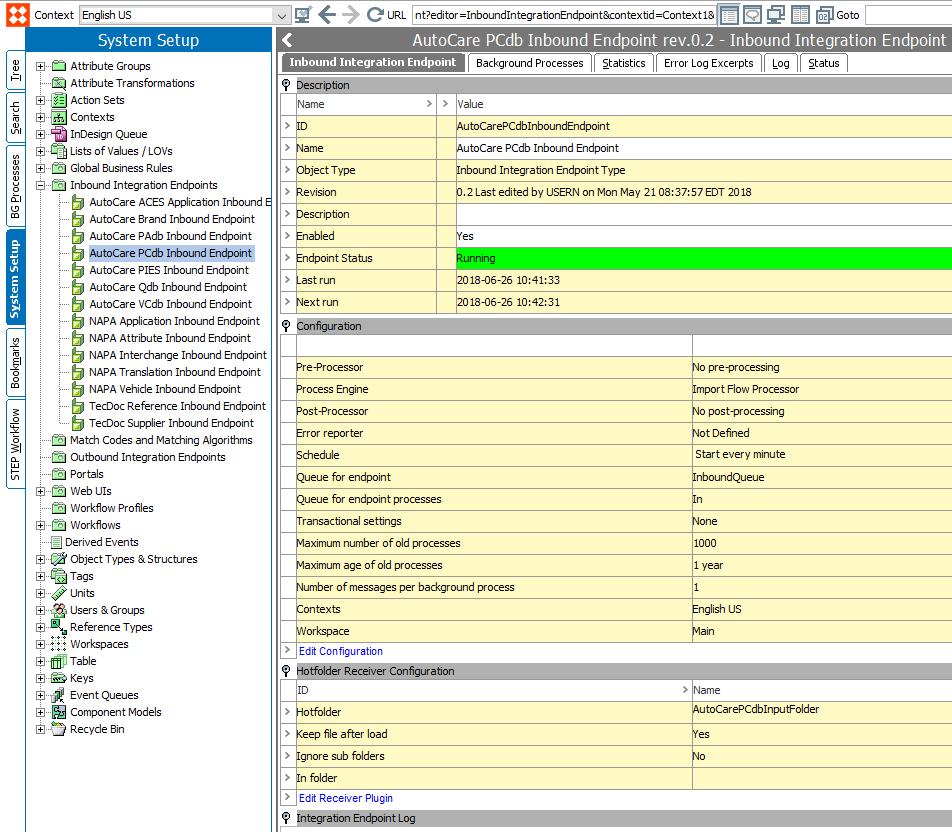 Context English US URL nt?editor=InboundIntegrationEndpoint&contextid=Context1& Goto
System Setup
Tree
Search
BG Processes
System Setup
Bookmarks
STEP Workflow
Attribute Groups
Attribute Transformations
Action Sets
Contexts
InDesign Queue
Lists of Values / LOVs
Global Business Rules
Inbound Integration Endpoints
AutoCare ACES Application Inbound E
AutoCare Brand Inbound Endpoint
AutoCare PAdb Inbound Endpoint
AutoCare PCdb Inbound Endpoint
AutoCare PIES Inbound Endpoint
AutoCare Qdb Inbound Endpoint
AutoCare VCdb Inbound Endpoint
NAPA Application Inbound Endpoint
NAPA Attribute Inbound Endpoint
NAPA Interchange Inbound Endpoint
NAPA Translation Inbound Endpoint
NAPA Vehicle Inbound Endpoint
TecDoc Reference Inbound Endpoint
TecDoc Supplier Inbound Endpoint
Match Codes and Matching Algorithms
Outbound Integration Endpoints
Portals
Web UIs
Workflow Profiles
Workflows
Derived Events
Object Types & Structures
Tags
Units
Users & Groups
Reference Types
Workspaces
Table
Keys
Event Queues
Component Models
Recycle Bin
AutoCare PCdb Inbound Endpoint rev.0.2 - Inbound Integration Endpoint
Inbound Integration Endpoint Background Processes Statistics Error Log Excerpts Log Status
Description
Name > > Value
ID AutoCarePCdbInboundEndpoint
Name AutoCare PCdb Inbound Endpoint
Object Type Inbound Integration Endpoint Type
Revision 0.2 Last edited by USERN on Mon May 21 08:37:57 EDT 2018
Description
Enabled Yes
Endpoint Status Running
Last run 2018-06-26 10:41:33
Next run 2018-06-26 10:42:31
Configuration
Pre-Processor No pre-processing
Process Engine Import Flow Processor
Post-Processor No post-processing
Error reporter Not Defined
Schedule Start every minute
Queue for endpoint InboundQueue
Queue for endpoint processes In
Transactional settings None
Maximum number of old processes 1000
Maximum age of old processes 1 year
Number of messages per background process 1
Contexts English US
Workspace Main
Edit Configuration
Hotfolder Receiver Configuration
ID > Name
Hotfolder AutoCarePCdbInputFolder
Keep file after load Yes
Ignore sub folders No
In folder
Edit Receiver Plugin
Integration Endpoint Log